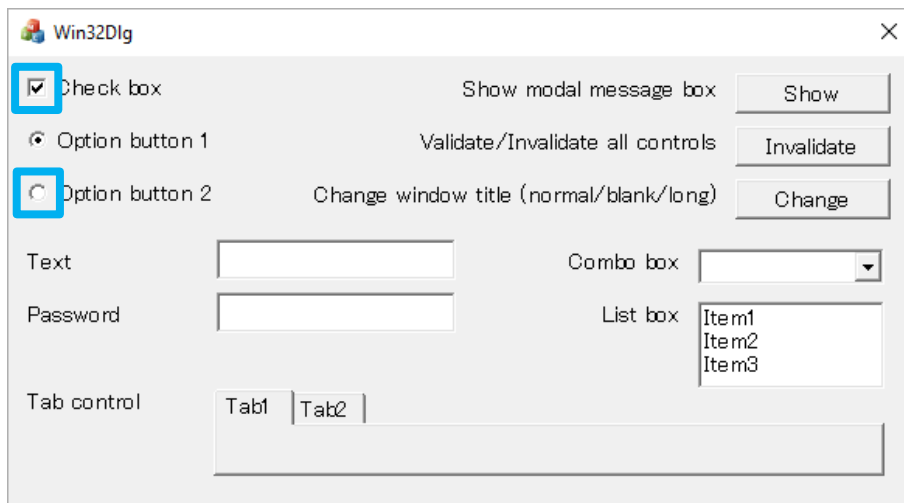 Win32Dlg
Check box
Show modal message box
Show
Option button 1
Validate/Invalidate all controls
Invalidate
Option button 2
Change window title (normal/blank/long)
Change
Text
Combo box
Password
List box
Item1
Item2
Item3
Tab control
Tab1
Tab2